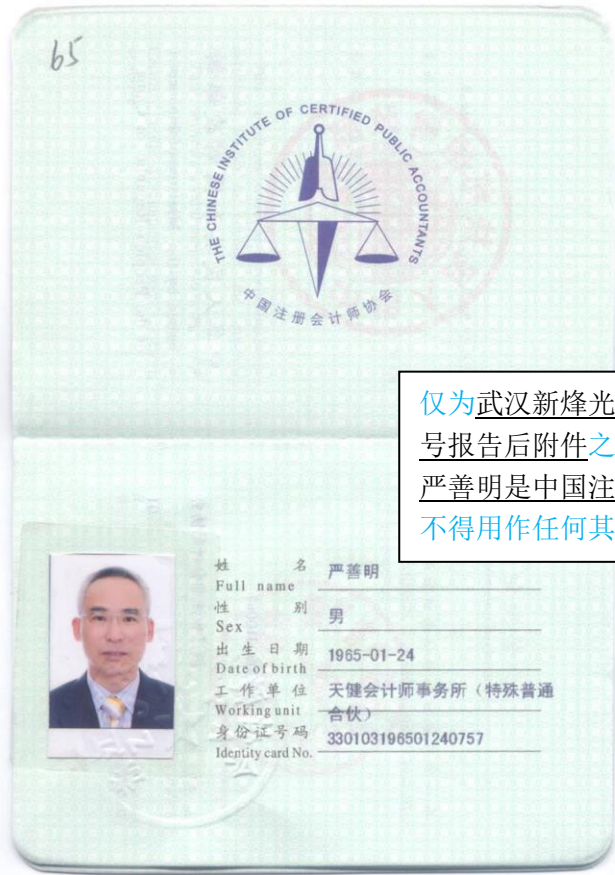 65
THE CHINESE INSTITUTE OF CERTIFIED PUBLIC ACCOUNTANTS
中国注册会计师协会
仅为武汉新烽光
号报告后附件之
严善明是中国注
不得用作任何其
姓 名 严善明
Full name
性 别 男
Sex
出生日期 1965-01-24
Date of birth
工作单位 天健会计师事务所（特殊普通
Working unit 合伙）
身份证号码 330103196501240757
Identity card No.